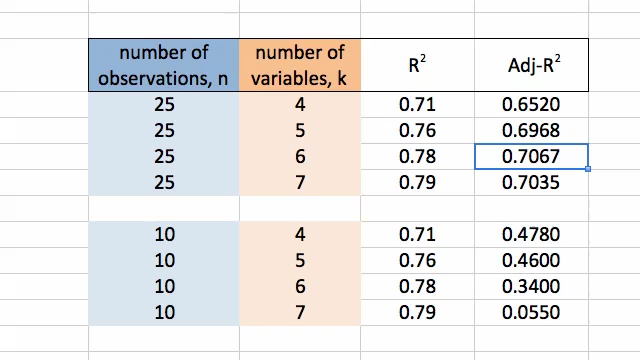 number of observations, n number of variables, k R² Adj-R²
25 4 0.71 0.6520
25 5 0.76 0.6968
25 6 0.78 0.7067
25 7 0.79 0.7035
10 4 0.71 0.4780
10 5 0.76 0.4600
10 6 0.78 0.3400
10 7 0.79 0.0550